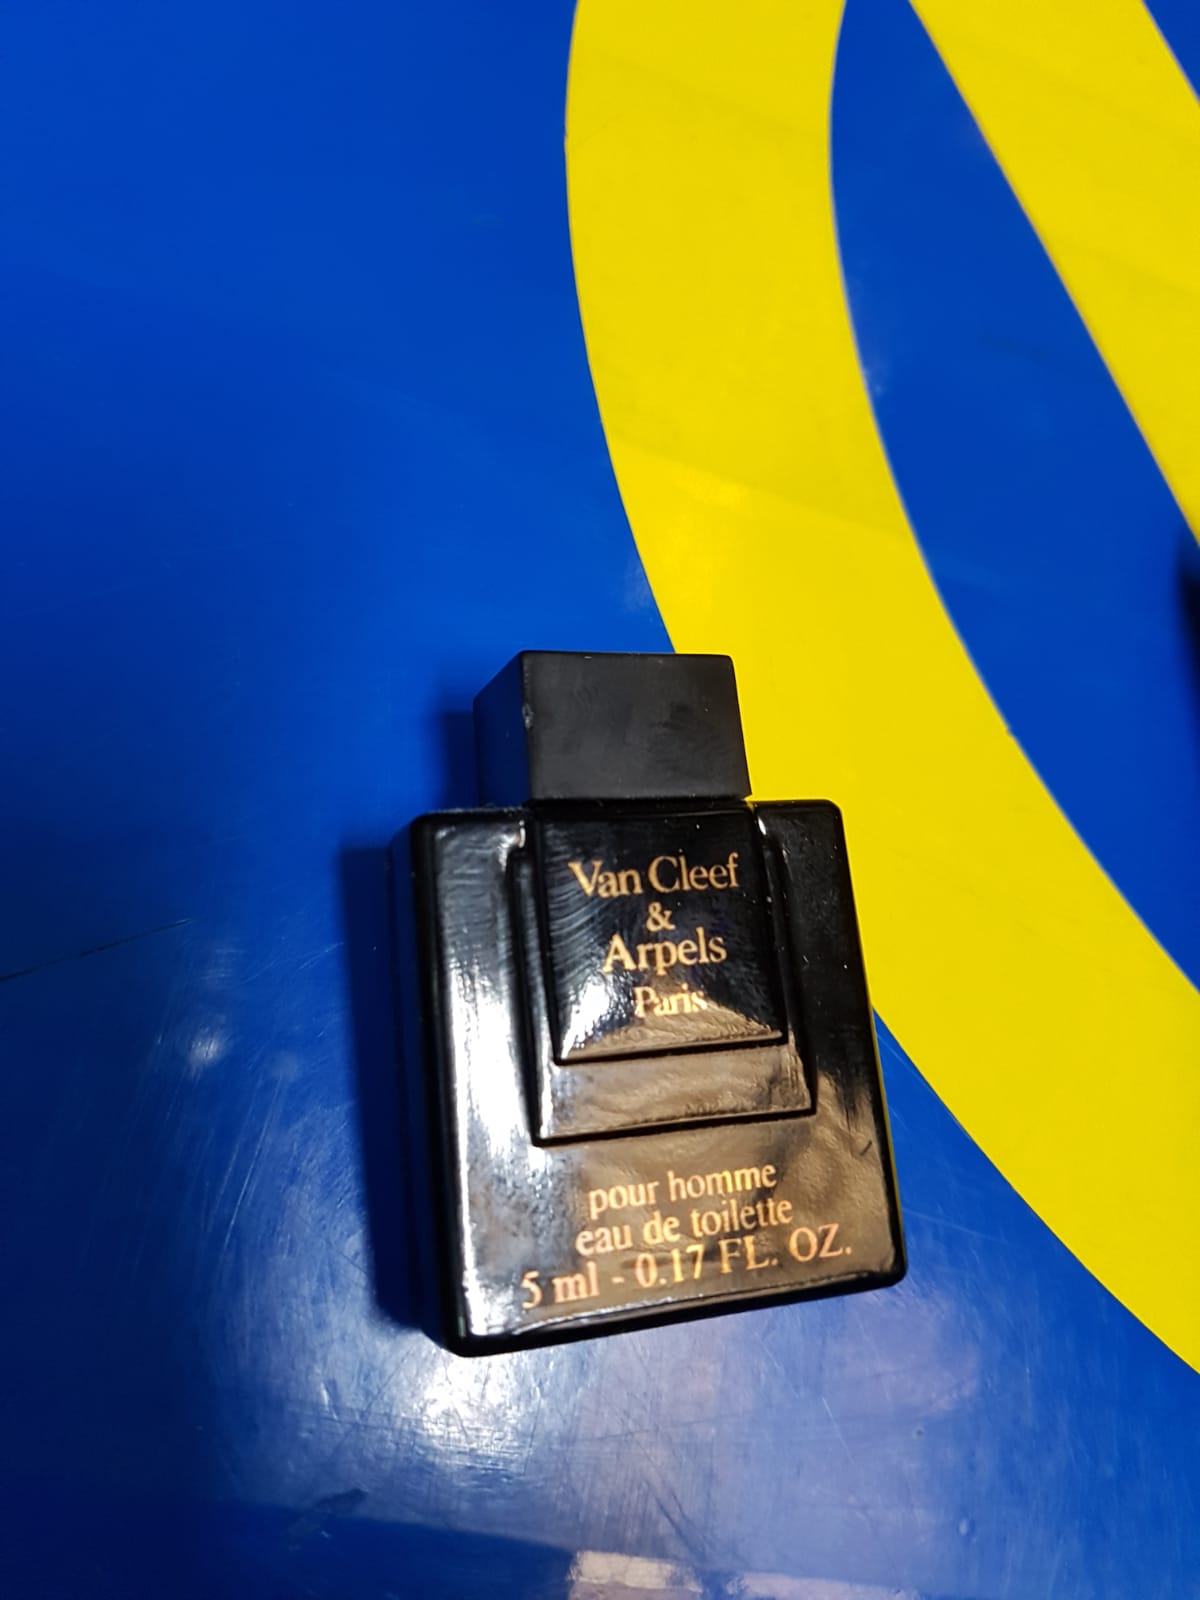 Van Cleef
&
Arpels
Paris
pour homme
eau de toilette
5 ml - 0.17 FL. OZ.